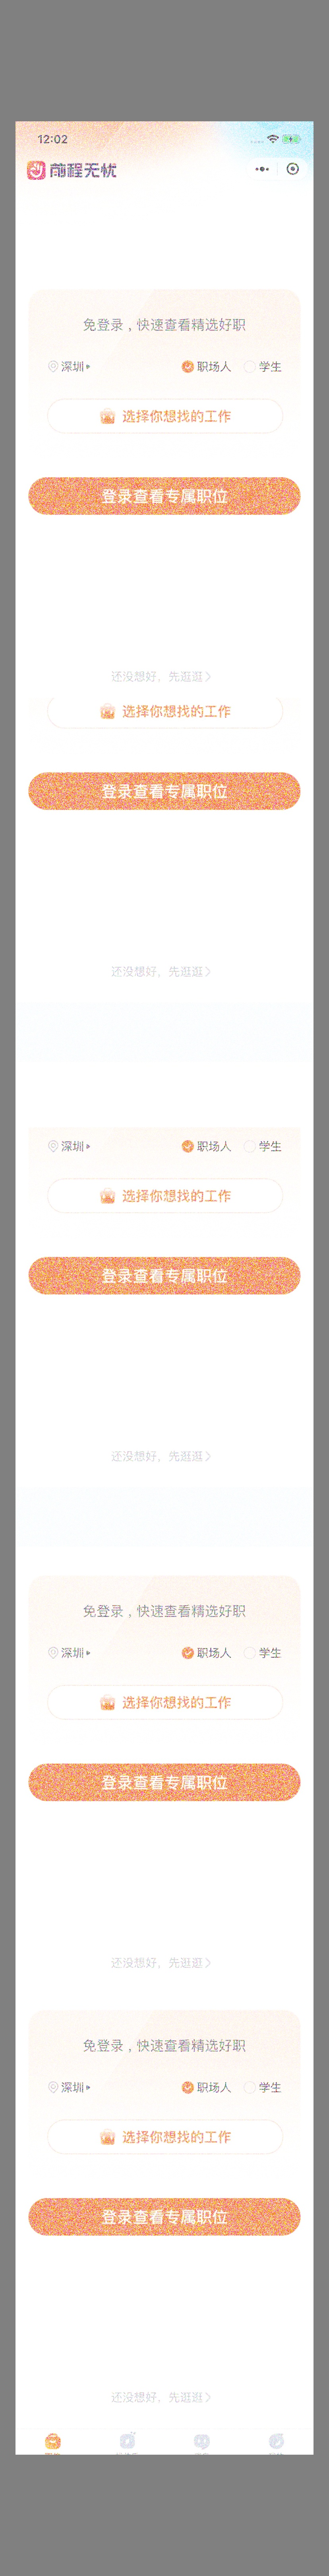 12:02
前程无忧
免登录，快速查看精选好职
深圳 职场人 学生
选择你想找的工作
登录查看专属职位
还没想好，先逛逛
选择你想找的工作
登录查看专属职位
还没想好，先逛逛
深圳 职场人 学生
选择你想找的工作
登录查看专属职位
还没想好，先逛逛
免登录，快速查看精选好职
深圳 职场人 学生
选择你想找的工作
登录查看专属职位
还没想好，先逛逛
免登录，快速查看精选好职
深圳 职场人 学生
选择你想找的工作
登录查看专属职位
还没想好，先逛逛